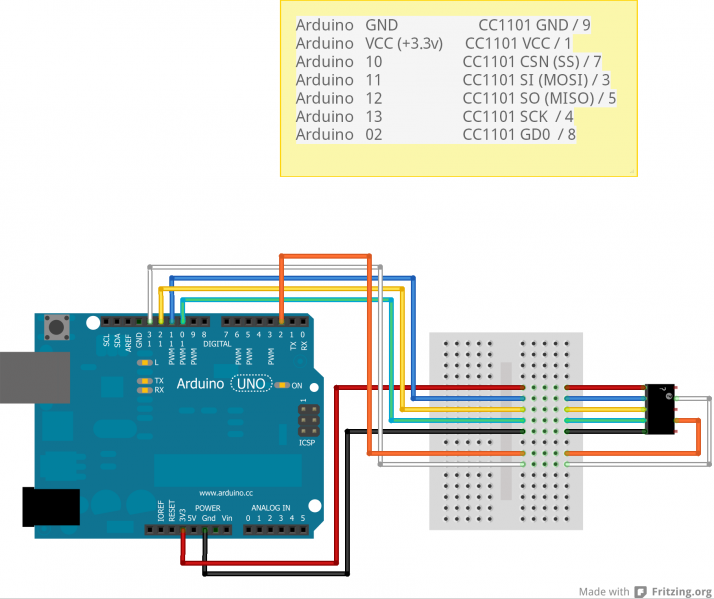 Arduino GND CC1101 GND / 9
Arduino VCC (+3.3v) CC1101 VCC / 1
Arduino 10 CC1101 CSN (SS) / 7
Arduino 11 CC1101 SI (MOSI) / 3
Arduino 12 CC1101 SO (MISO) / 5
Arduino 13 CC1101 SCK / 4
Arduino 02 CC1101 GD0 / 8
SCL SDA AREF GND 13 12 11 10 9 8 7 6 5 4 3 2 1 0
PWM PWM PWM PWM PWM PWM TX RX
DIGITAL
L
TX
RX
Arduino UNO ON
1
ICSP
www.arduino.cc
POWER ANALOG IN
IOREF RESET 3V3 5V Gnd Vin 0 1 2 3 4 5
Made with Fritzing.org